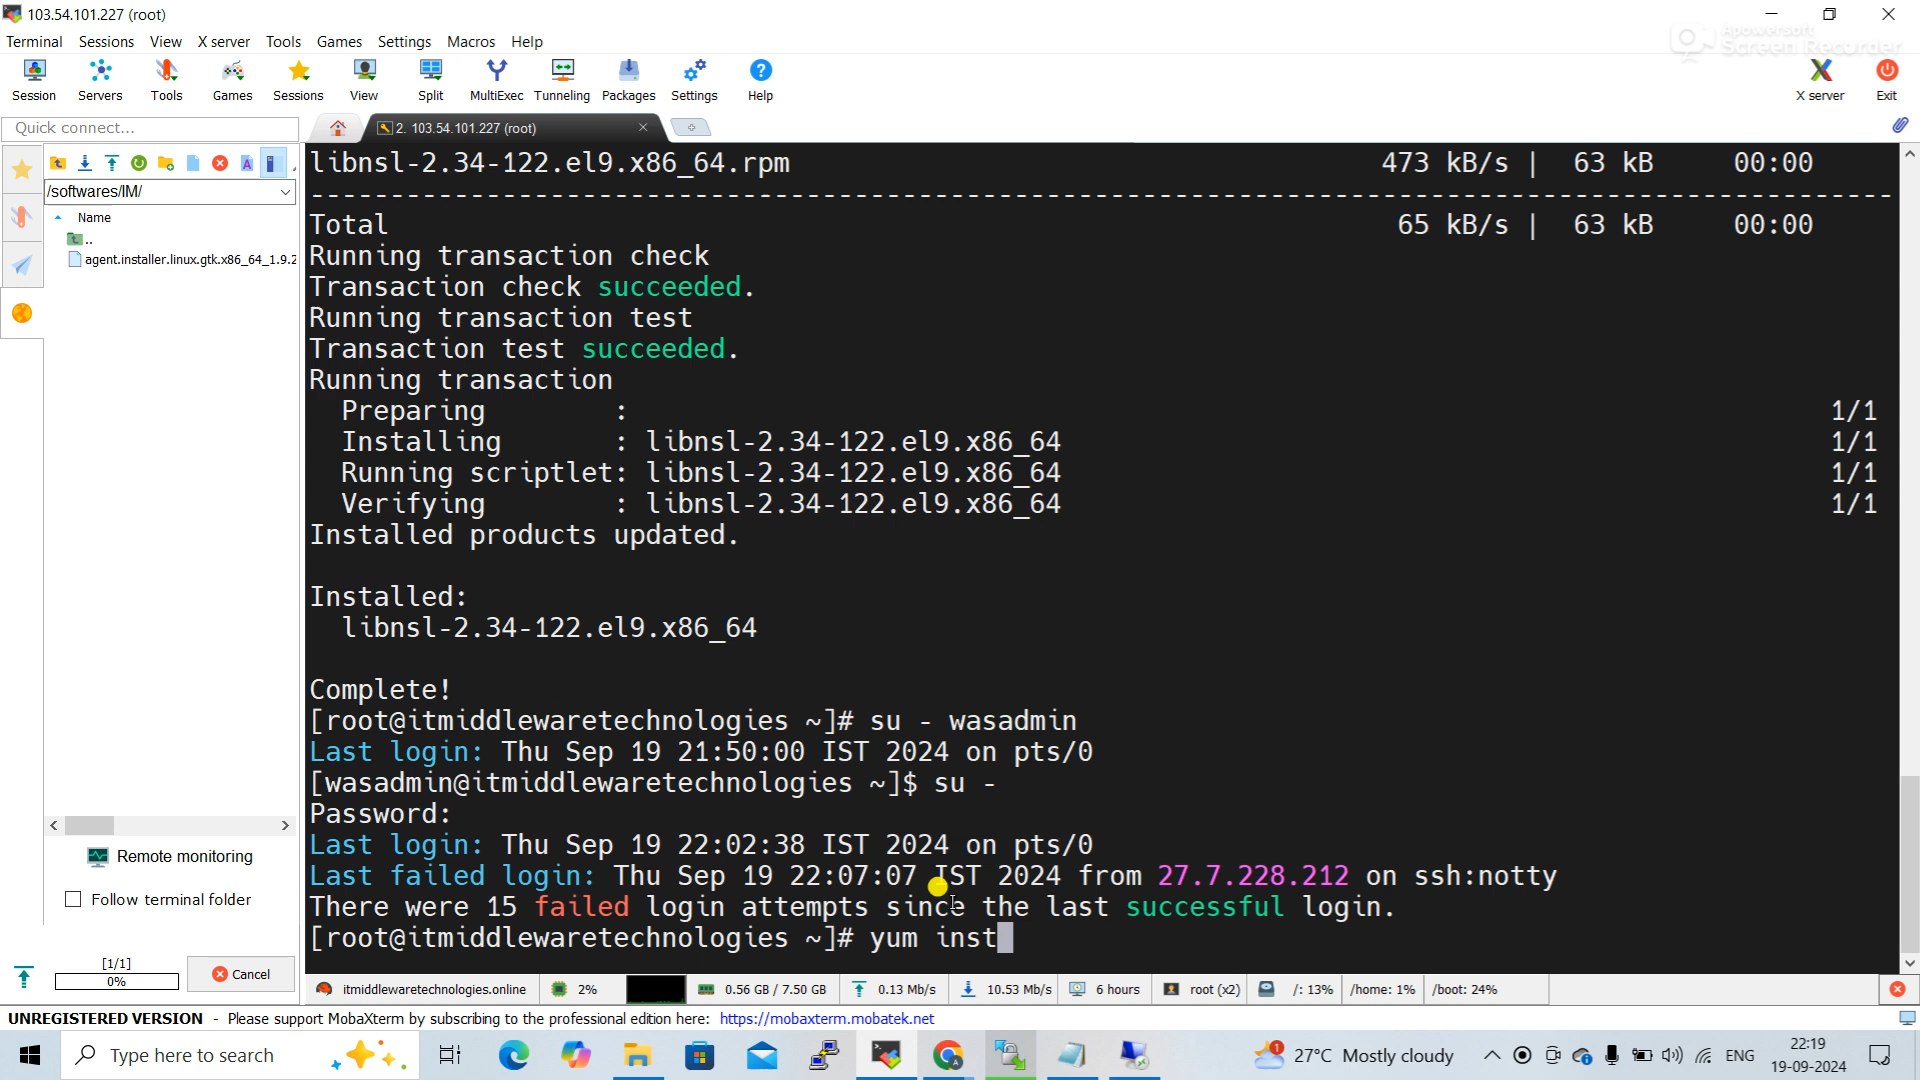 103.54.101.227 (root)
Apowersoft
Screen Recorder
Terminal Sessions View X server Tools Games Settings Macros Help
Session Servers Tools Games Sessions View Split MultiExec Tunneling Packages Settings Help X server Exit
Quick connect...
2. 103.54.101.227 (root)
/softwares/IM/
Name
..
agent.installer.linux.gtk.x86_64_1.9.2
libnsl-2.34-122.el9.x86_64.rpm 473 kB/s | 63 kB 00:00
--------------------------------------------------------------------------------
Total 65 kB/s | 63 kB 00:00
Running transaction check
Transaction check succeeded.
Running transaction test
Transaction test succeeded.
Running transaction
Preparing : 1/1
Installing : libnsl-2.34-122.el9.x86_64 1/1
Running scriptlet: libnsl-2.34-122.el9.x86_64 1/1
Verifying : libnsl-2.34-122.el9.x86_64 1/1
Installed products updated.
Installed:
libnsl-2.34-122.el9.x86_64
Complete!
[root@itmiddlewaretechnologies ~]# su - wasadmin
Last login: Thu Sep 19 21:50:00 IST 2024 on pts/0
[wasadmin@itmiddlewaretechnologies ~]$ su -
Password:
Last login: Thu Sep 19 22:02:38 IST 2024 on pts/0
Last failed login: Thu Sep 19 22:07:07 IST 2024 from 27.7.228.212 on ssh:notty
There were 15 failed login attempts since the last successful login.
[root@itmiddlewaretechnologies ~]# yum inst
Remote monitoring
Follow terminal folder
[1/1]
0%
Cancel
itmiddlewaretechnologies.online 2% 0.56 GB / 7.50 GB 0.13 Mb/s 10.53 Mb/s 6 hours root (x2) /: 13% /home: 1% /boot: 24%
UNREGISTERED VERSION - Please support MobaXterm by subscribing to the professional edition here: https://mobaxterm.mobatek.net
Type here to search
1
27°C Mostly cloudy
ENG
22:19
19-09-2024